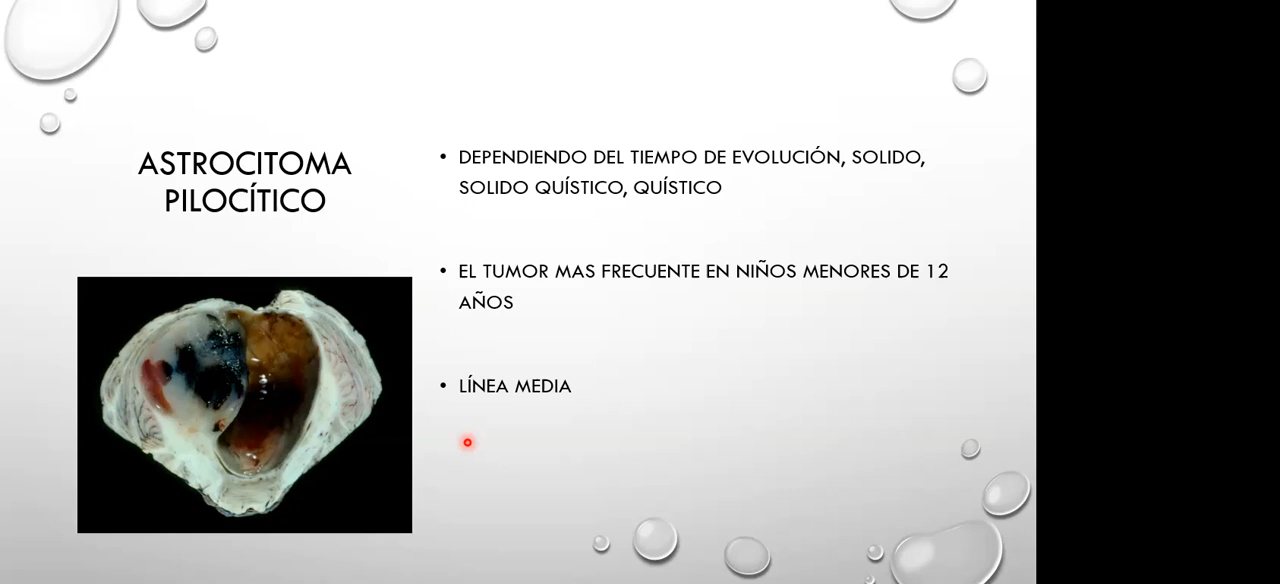 ASTROCITOMA
PILOCÍTICO
• DEPENDIENDO DEL TIEMPO DE EVOLUCIÓN, SOLIDO,
SOLIDO QUÍSTICO, QUÍSTICO
• EL TUMOR MAS FRECUENTE EN NIÑOS MENORES DE 12
AÑOS
• LÍNEA MEDIA